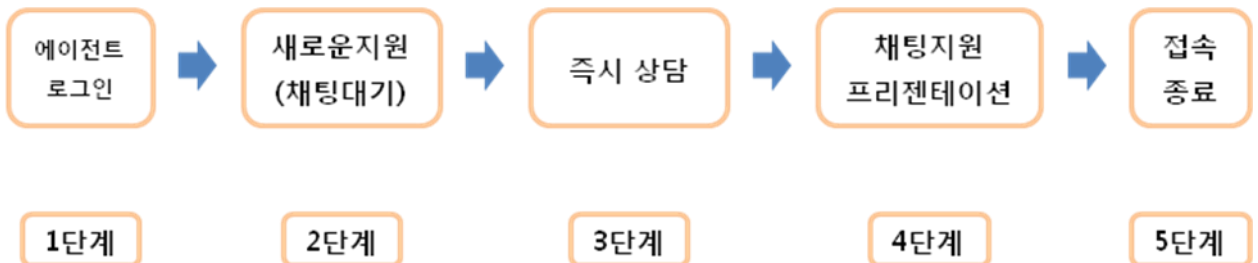 에이전트
로그인
새로운지원
(채팅대기)
즉시 상담
채팅지원
프리젠테이션
접속
종료
1단계
2단계
3단계
4단계
5단계